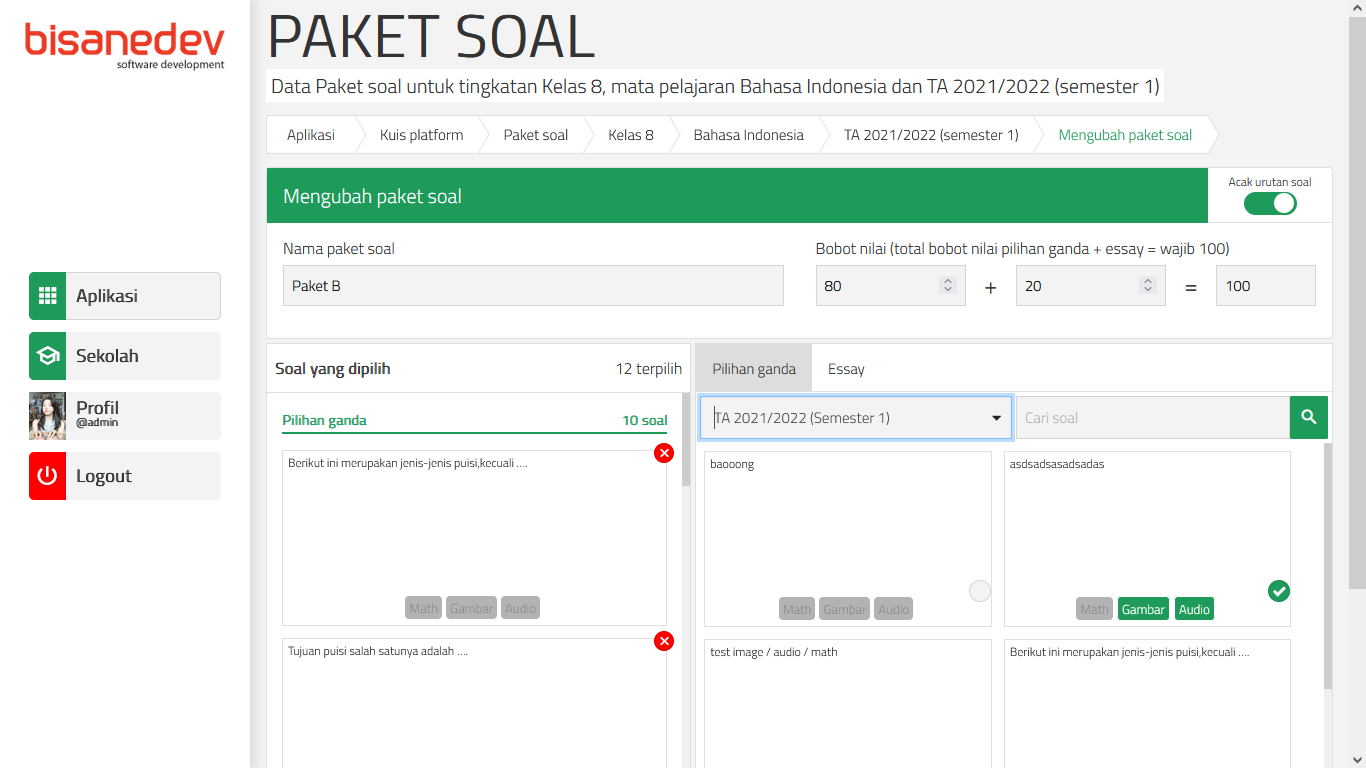 bisanedev
software development
Aplikasi
Sekolah
Profil
@admin
Logout
PAKET SOAL
Data Paket soal untuk tingkatan Kelas 8, mata pelajaran Bahasa Indonesia dan TA 2021/2022 (semester 1)
Aplikasi Kuis platform Paket soal Kelas 8 Bahasa Indonesia TA 2021/2022 (semester 1) Mengubah paket soal
Mengubah paket soal
Acak urutan soal
Nama paket soal
Paket B
Bobot nilai (total bobot nilai pilihan ganda + essay = wajib 100)
80 + 20 = 100
Soal yang dipilih 12 terpilih
Pilihan ganda 10 soal
Berikut ini merupakan jenis-jenis puisi,kecuali ....
Math Gambar Audio
Tujuan puisi salah satunya adalah ....
Pilihan ganda Essay
TA 2021/2022 (Semester 1) Cari soal
baooong
Math Gambar Audio
asdsadsasadsadas
Math Gambar Audio
test image / audio / math
Berikut ini merupakan jenis-jenis puisi,kecuali ....